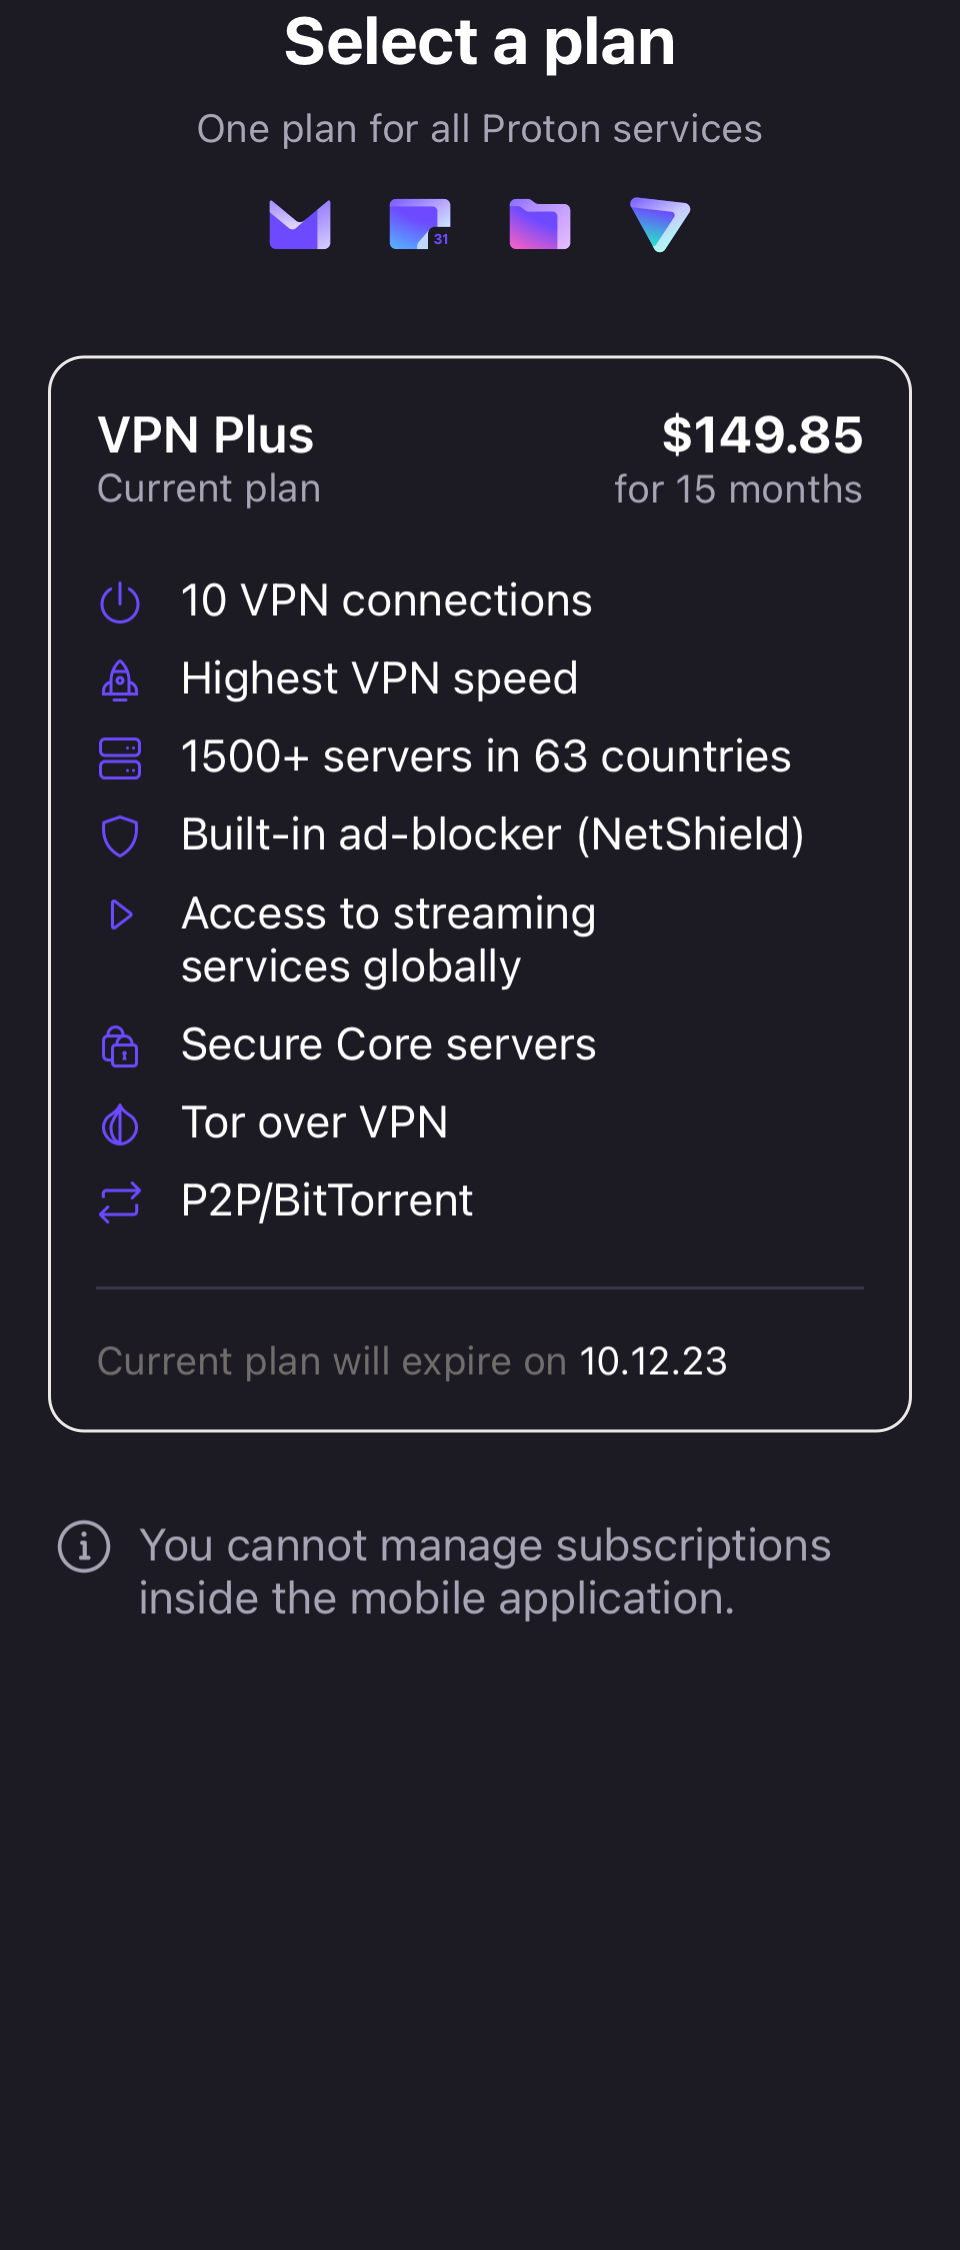 Select a plan
One plan for all Proton services
31
VPN Plus
$149.85
Current plan
for 15 months
10 VPN connections
Highest VPN speed
1500+ servers in 63 countries
Built-in ad-blocker (NetShield)
Access to streaming
services globally
Secure Core servers
Tor over VPN
P2P/BitTorrent
Current plan will expire on 10.12.23
You cannot manage subscriptions
inside the mobile application.